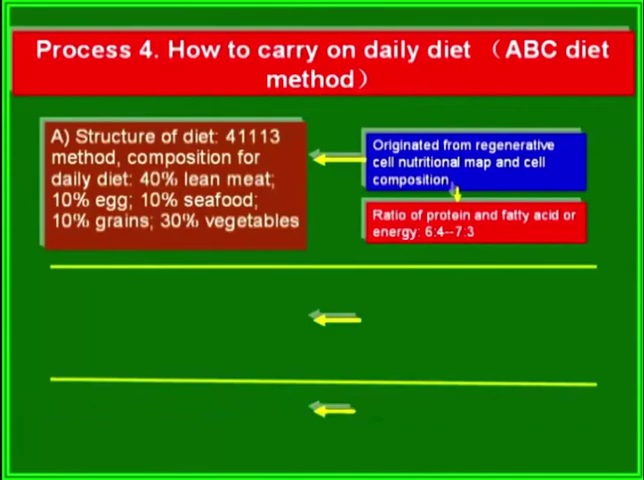 Process 4. How to carry on daily diet （ABC diet
method）
A) Structure of diet: 41113
method, composition for
daily diet: 40% lean meat;
10% egg; 10% seafood;
10% grains; 30% vegetables
Originated from regenerative
cell nutritional map and cell
composition
Ratio of protein and fatty acid or
energy: 6:4--7:3